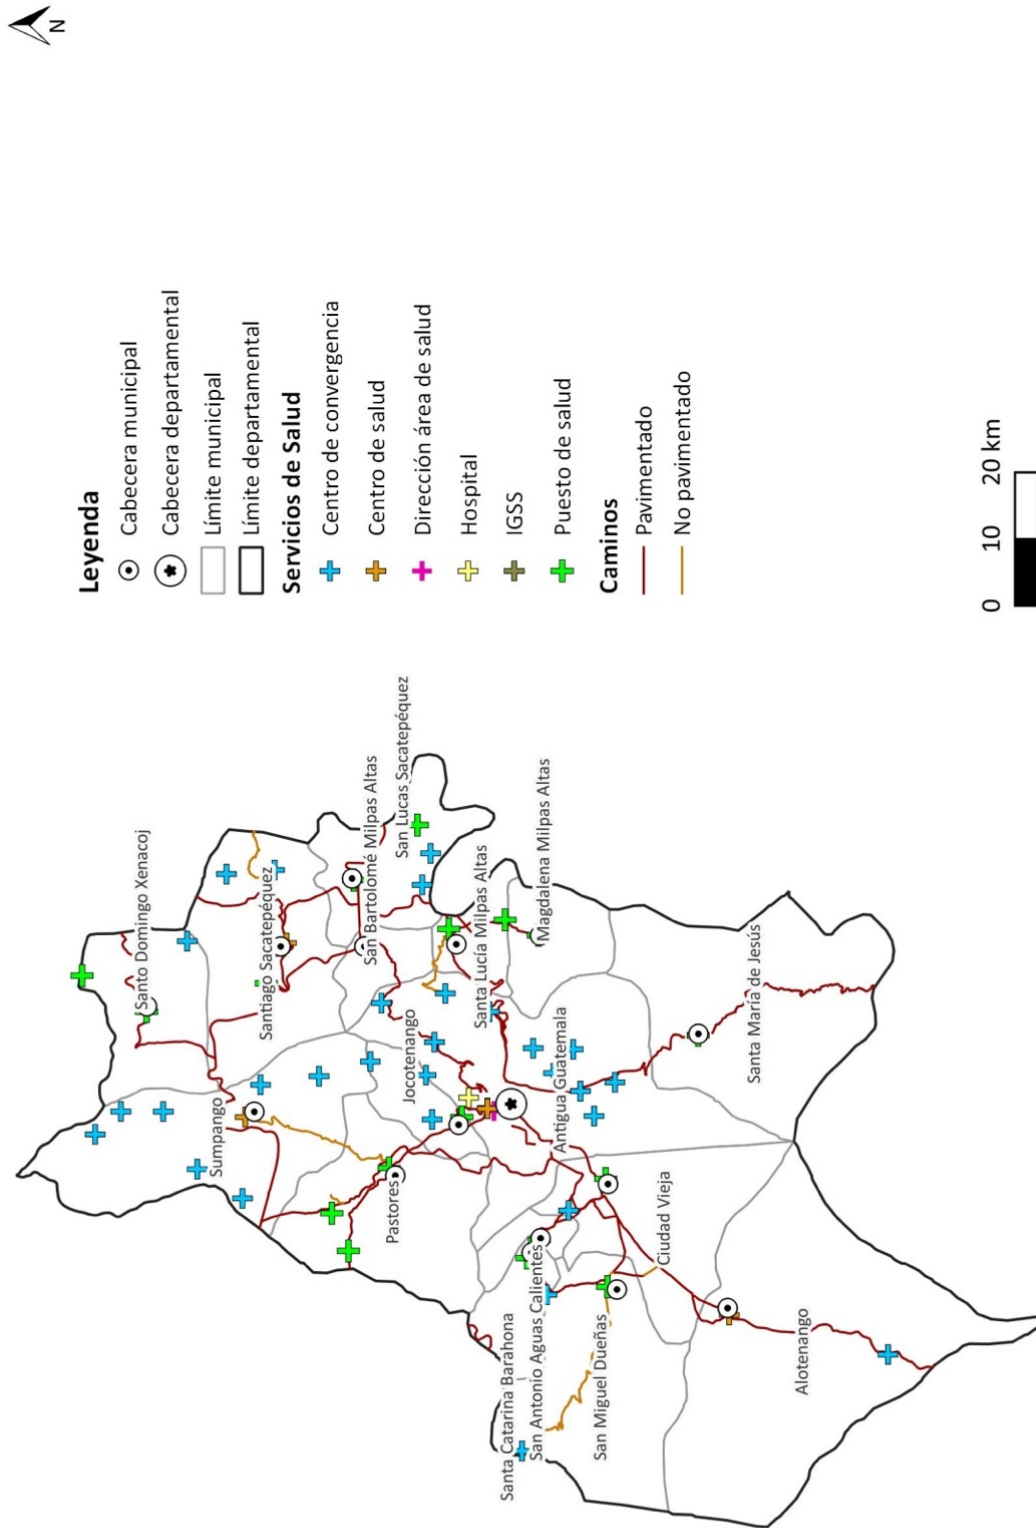 N
Leyenda
Cabecera municipal
Cabecera departamental
Límite municipal
Límite departamental
Servicios de Salud
Centro de convergencia
Centro de salud
Dirección área de salud
Hospital
IGSS
Puesto de salud
Caminos
Pavimentado
No pavimentado
0 10 20 km
Santo Domingo Xenacoj
Sumpango
Santiago Sacatepéquez
San Bartolomé Milpas Altas
San Lucas Sacatepéquez
Pastores
Jocotenango
Santa Lucía Milpas Altas
Magdalena Milpas Altas
Antigua Guatemala
Santa Catarina Barahona
San Antonio Aguas Calientes
San Miguel Dueñas
Ciudad Vieja
Santa María de Jesús
Alotenango